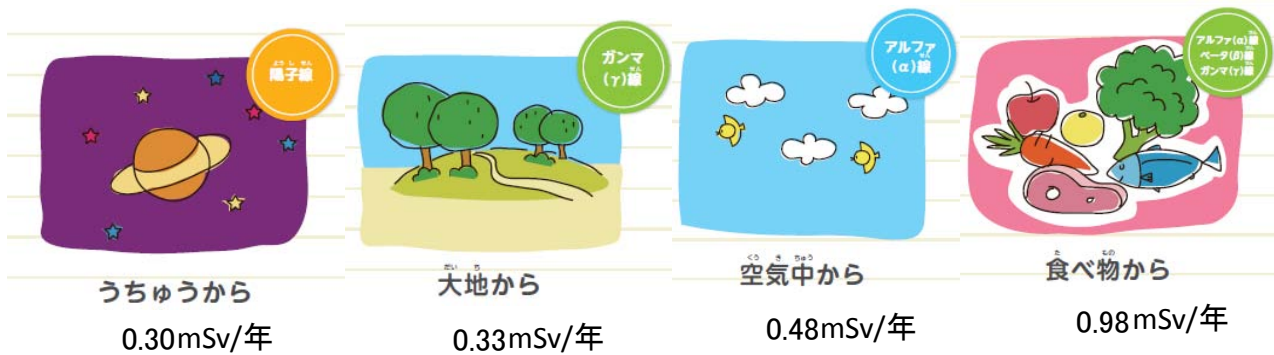 陽子線
ガンマ
(γ)線
アルファ
(α)線
アルファ(α)線
ベータ(β)線
ガンマ(γ)線
うちゅうから
大地から
空気中から
食べ物から
0.30mSv/年
0.33mSv/年
0.48mSv/年
0.98mSv/年